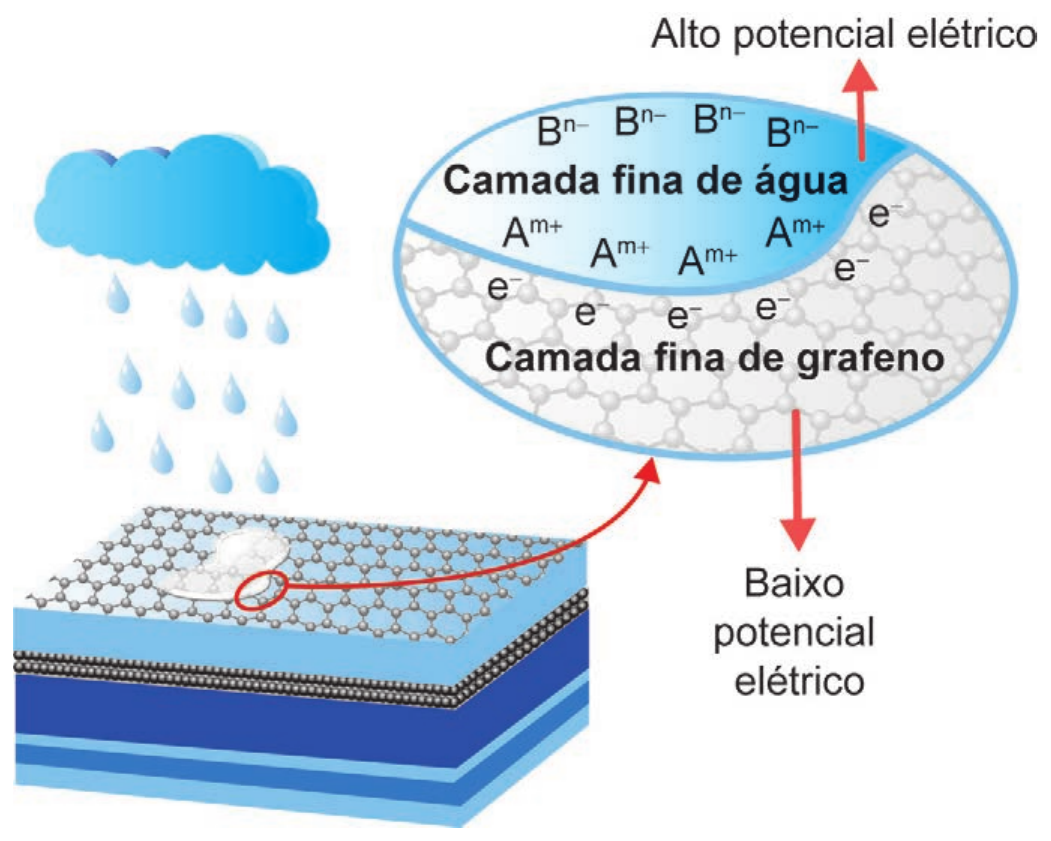 Alto potencial elétrico
Bⁿ⁻ Bⁿ⁻ Bⁿ⁻ Bⁿ⁻
Camada fina de água
Aᵐ⁺ Aᵐ⁺ Aᵐ⁺ Aᵐ⁺
e⁻ e⁻ e⁻ e⁻ e⁻ e⁻
Camada fina de grafeno
Baixo
potencial
elétrico